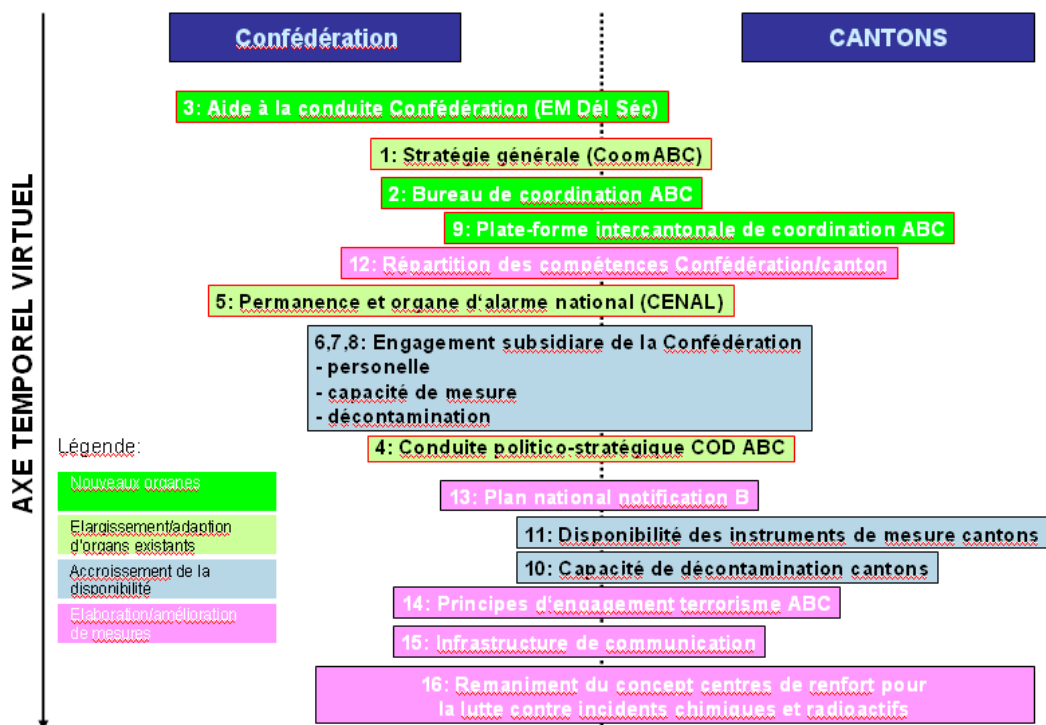 Confédération
CANTONS
3: Aide à la conduite Confédération (EM Dél Séc)
1: Stratégie générale (CoomABC)
2: Bureau de coordination ABC
9: Plate-forme intercantonale de coordination ABC
12: Répartition des compétences Confédération/canton
5: Permanence et organe d'alarme national (CENAL)
6,7,8: Engagement subsidiare de la Confédération
- personelle
- capacité de mesure
- décontamination
4: Conduite politico-stratégique COD ABC
13: Plan national notification B
11: Disponibilité des instruments de mesure cantons
10: Capacité de décontamination cantons
14: Principes d'engagement terrorisme ABC
15: Infrastructure de communication
16: Remaniment du concept centres de renfort pour
la lutte contre incidents chimiques et radioactifs
AXE TEMPOREL VIRTUEL
Légende:
Nouveaux organes
Elargissement/adaption
d'organs existants
Accroissement de la
disponibilité
Elaboration/amélioration
de mesures